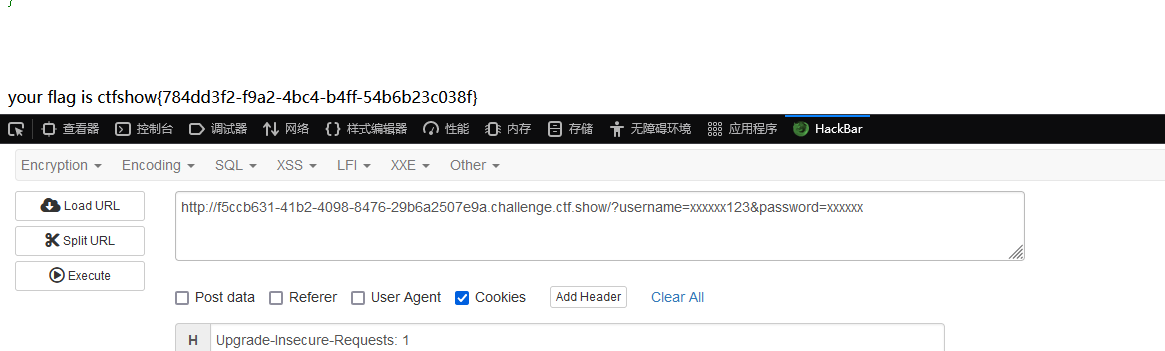 }
your flag is ctfshow{784dd3f2-f9a2-4bc4-b4ff-54b6b23c038f}
查看器 控制台 调试器 网络 样式编辑器 性能 内存 存储 无障碍环境 应用程序 HackBar
Encryption Encoding SQL XSS LFI XXE Other
Load URL
http://f5ccb631-41b2-4098-8476-29b6a2507e9a.challenge.ctf.show/?username=xxxxxx123&password=xxxxxx
Split URL
Execute
Post data Referer User Agent Cookies Add Header Clear All
H Upgrade-Insecure-Requests: 1